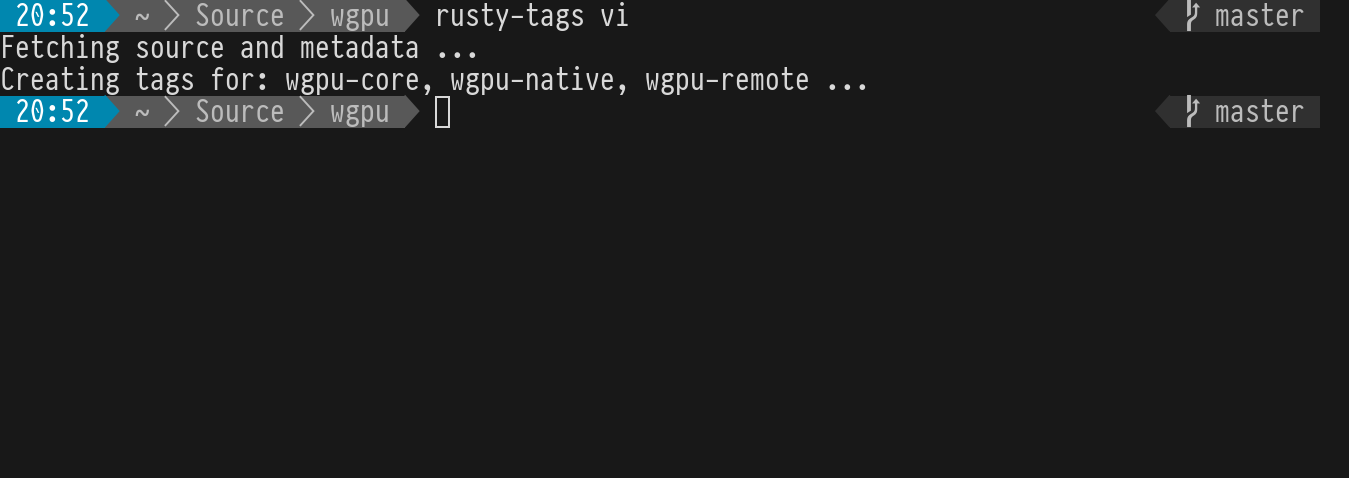 20:52 ~ Source wgpu rusty-tags vi master
Fetching source and metadata ...
Creating tags for: wgpu-core, wgpu-native, wgpu-remote ...
20:52 ~ Source wgpu master